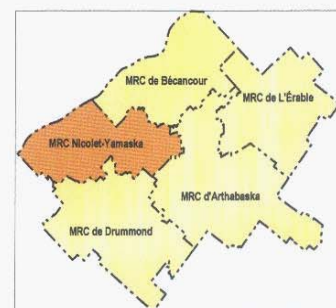 MRC de Bécancour
MRC de L'Érable
MRC Nicolet-Yamaska
MRC d'Arthabaska
MRC de Drummond